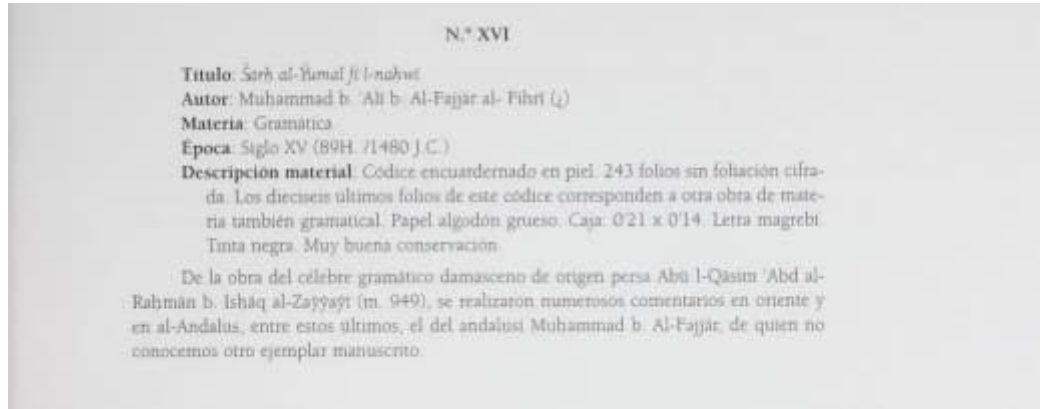 N.º XVI
Título: Šarḥ al-Ŷumal fi l-nahwi
Autor: Muhammad b. ʿAlī b. Al-Fajjār al- Fihrī (¿)
Materia: Gramática
Época: Siglo XV (89H. /1480 J.C.)
Descripción material: Códice encuardernado en piel. 243 folios sin foliación cifra-
da. Los dieciseis últimos folios de este códice corresponden a otra obra de mate-
ria también gramatical. Papel algodón grueso. Caja: 0'21 x 0'14. Letra magrebí.
Tinta negra. Muy buena conservación.
De la obra del célebre gramático damasceno de origen persa Abū l-Qāsim ʿAbd al-
Raḥmān b. Isḥāq al-Zaŷŷaŷī (m. 949), se realizaron numerosos comentarios en oriente y
en al-Andalus, entre estos últimos, el del andalusí Muhammad b. Al-Fajjār, de quien no
conocemos otro ejemplar manuscrito.